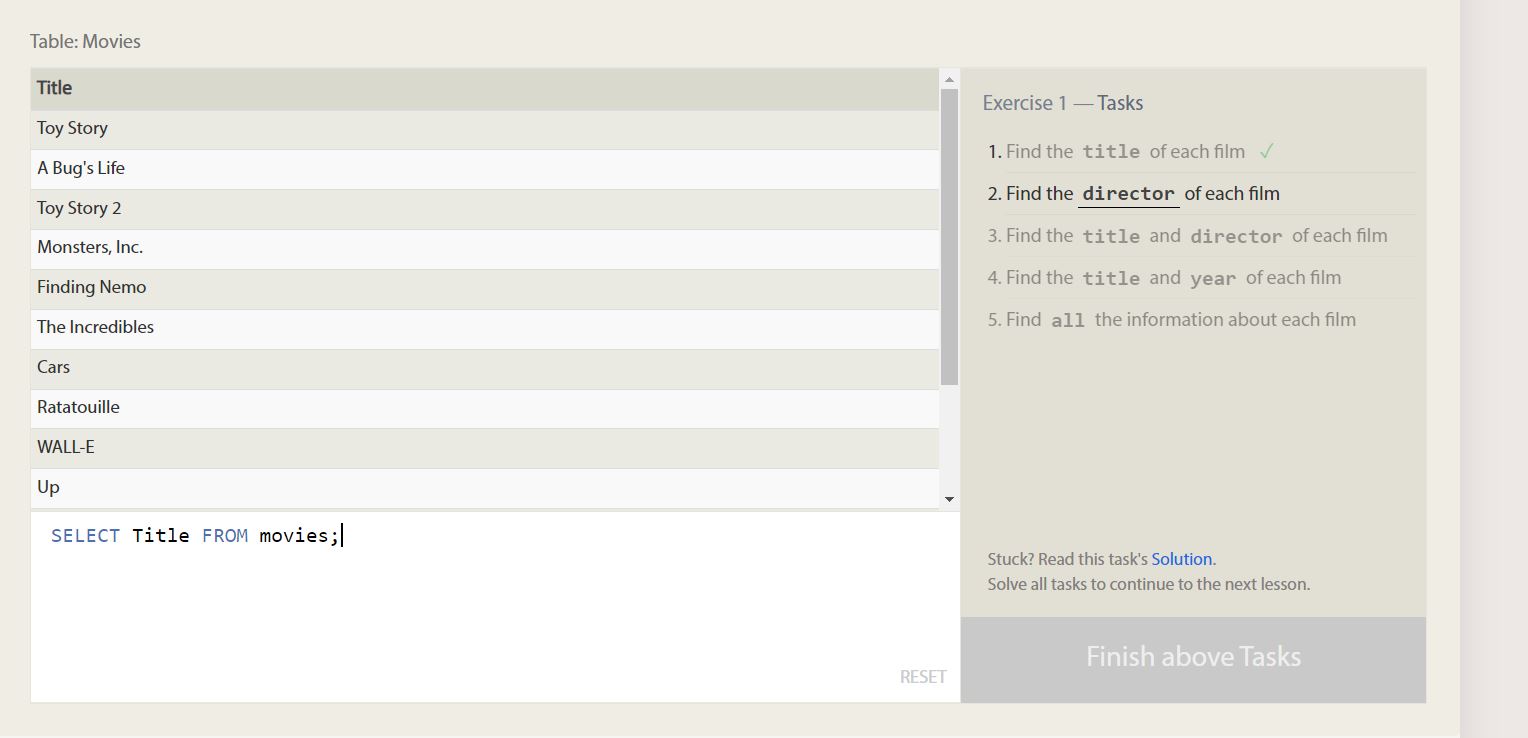 Table: Movies
Title
Toy Story
A Bug's Life
Toy Story 2
Monsters, Inc.
Finding Nemo
The Incredibles
Cars
Ratatouille
WALL-E
Up
SELECT Title FROM movies;
RESET
Exercise 1 — Tasks
1. Find the title of each film ✓
2. Find the director of each film
3. Find the title and director of each film
4. Find the title and year of each film
5. Find all the information about each film
Stuck? Read this task's Solution.
Solve all tasks to continue to the next lesson.
Finish above Tasks